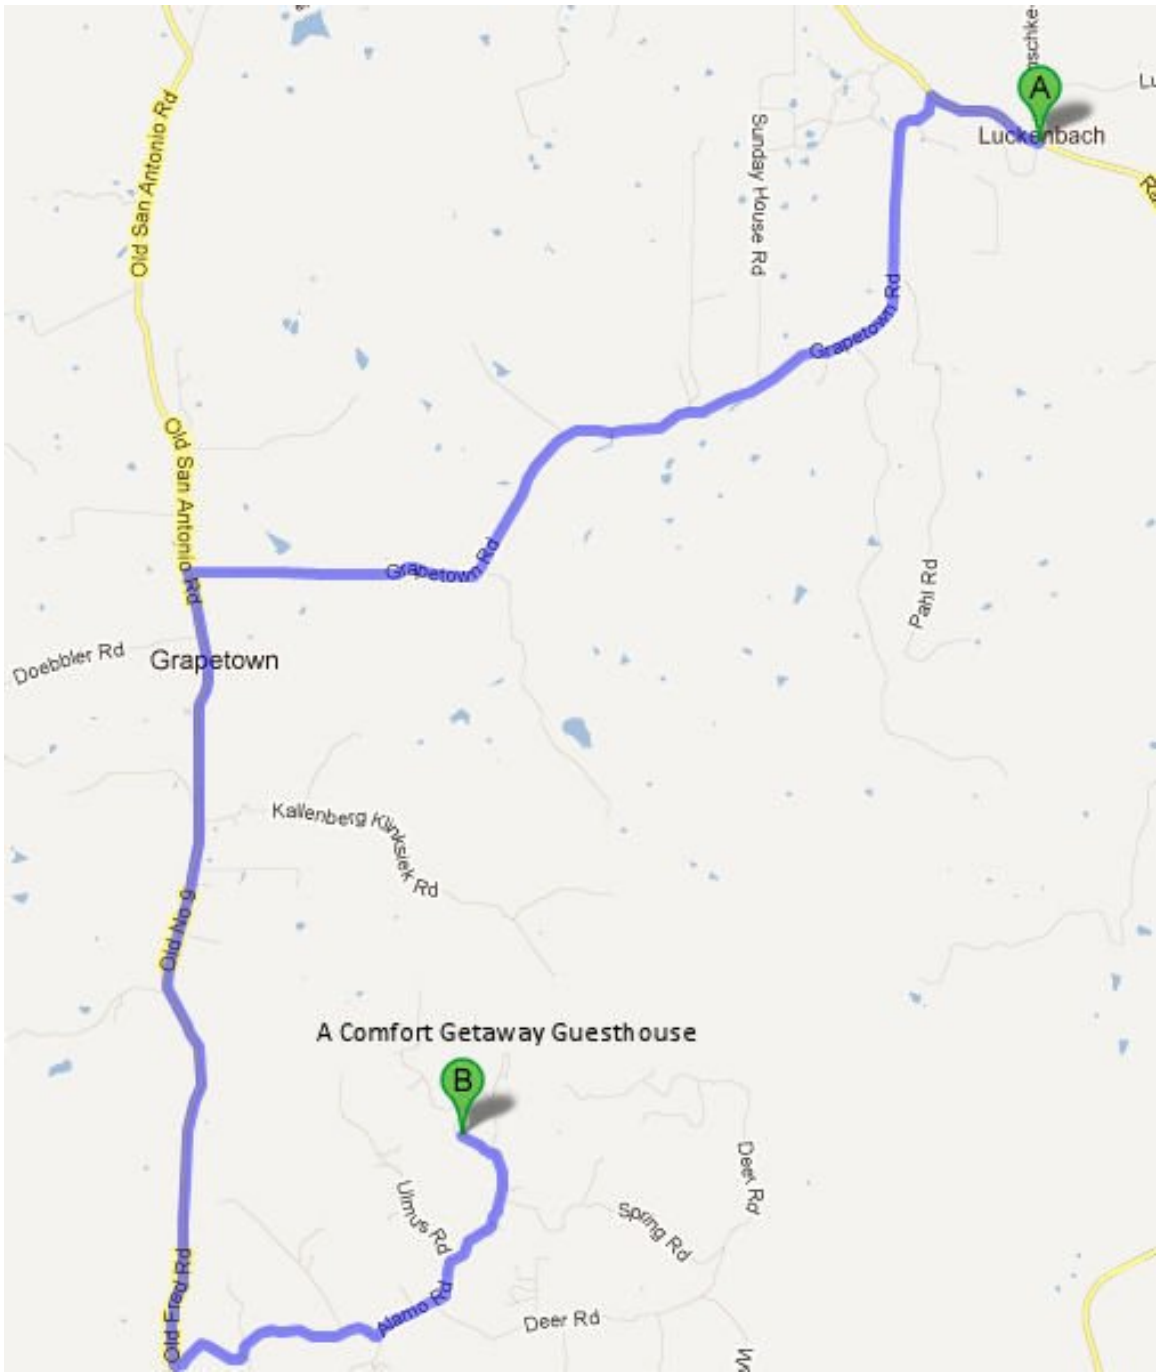 A
Luckenbach
Old San Antonio Rd
Sunday House Rd
Grapetown Rd
Old San Antonio Rd
Grapetown Rd
Pahl Rd
Doebbler Rd
Grapetown
Kallenberg Klinksiek Rd
Old No 9
A Comfort Getaway Guesthouse
B
Deer Rd
Ulmus Rd
Spring Rd
Old Fred Rd
Alamo Rd
Deer Rd